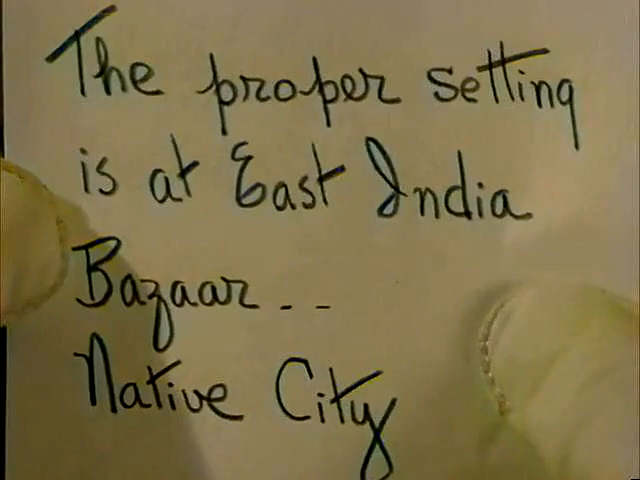 The proper setting
is at East India
Bazaar--
Native City